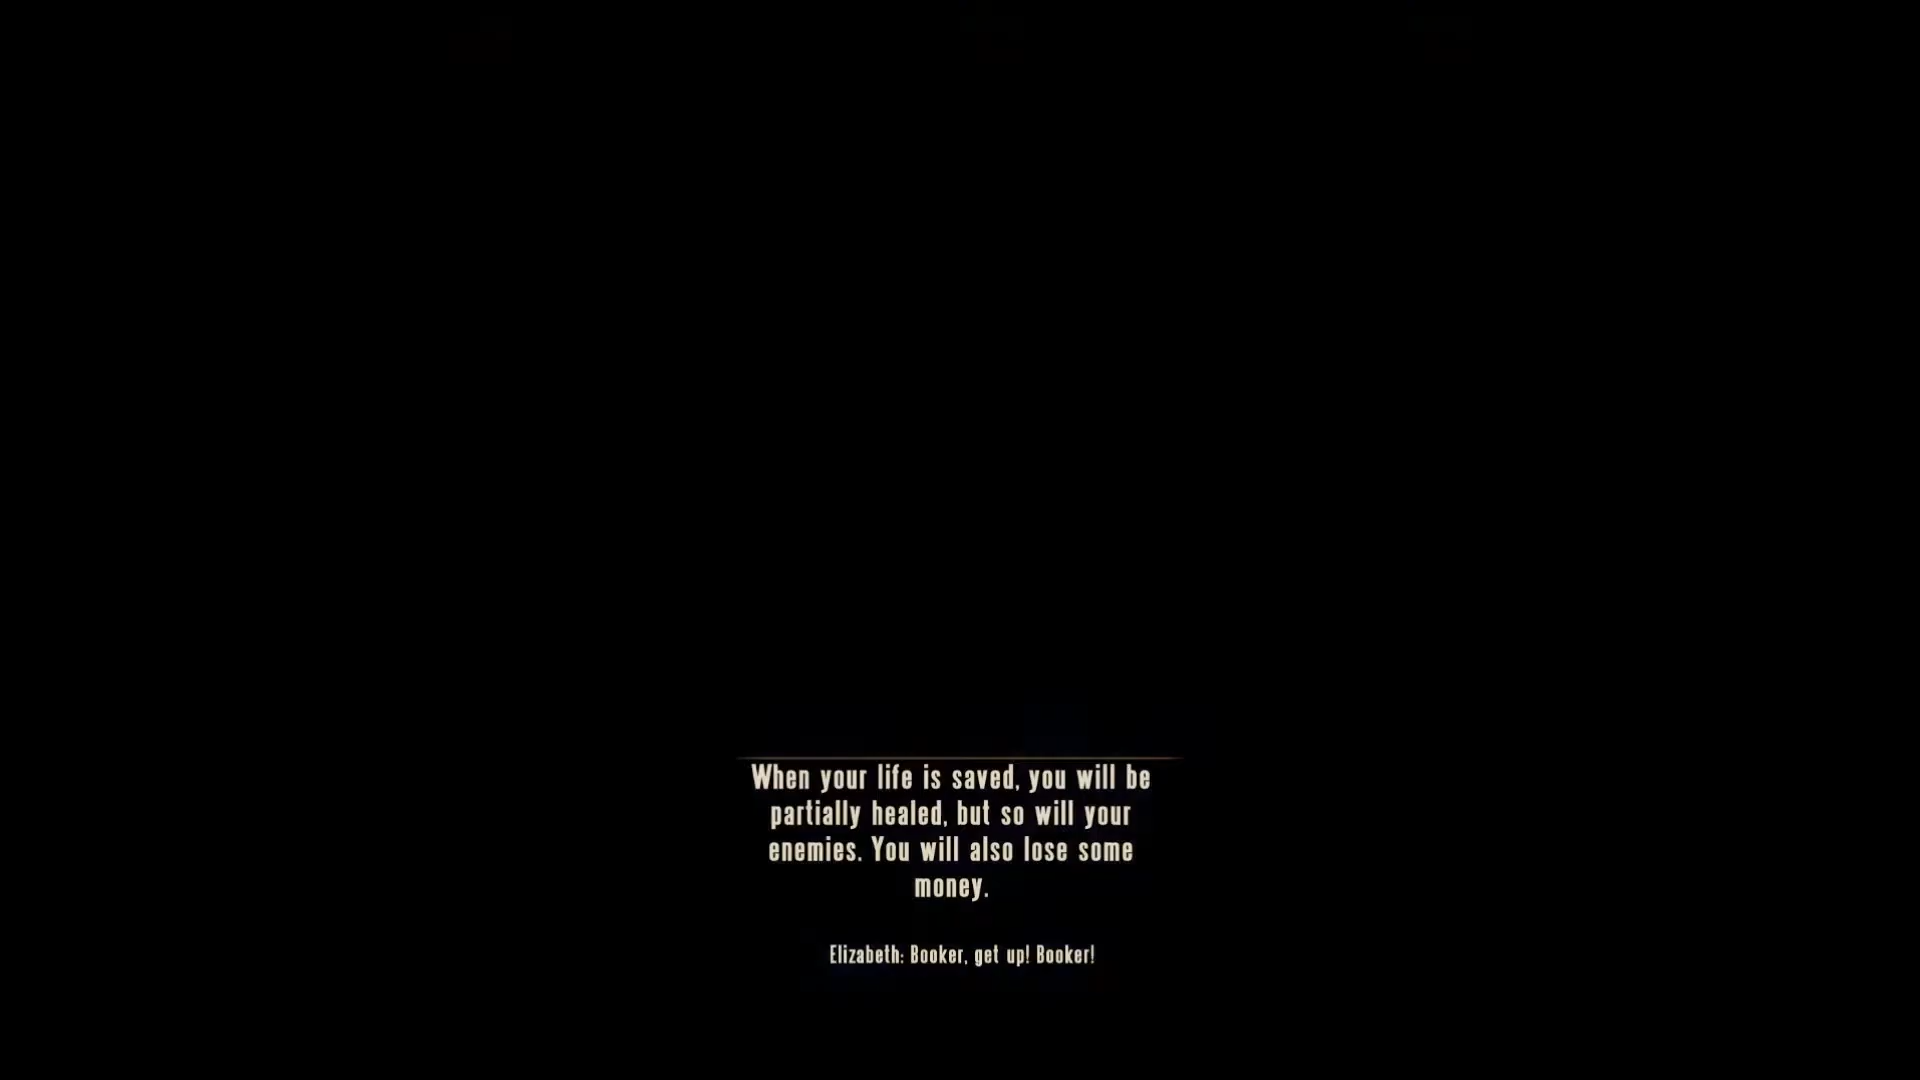 When your life is saved, you will be
partially healed, but so will your
enemies. You will also lose some
money.
Elizabeth: Booker, get up! Booker!